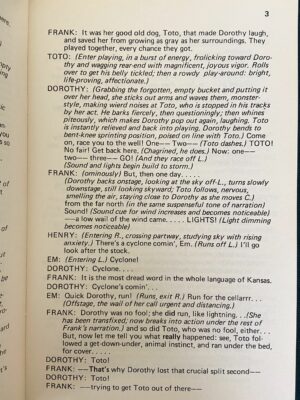 3
FRANK: It was her good old dog, Toto, that made Dorothy laugh,
and saved her from growing as gray as her surroundings. They
played together, every chance they got.
TOTO: (Enter playing, in a burst of energy, frolicking toward Doro-
thy and wagging rear-end with magnificent, joyous vigor. Rolls
over to get his belly tickled; then a rowdy play-around: bright,
life-proving, affectionate.)
DOROTHY: (Grabbing the forgotten, empty bucket and putting it
over her head, she sticks out arms and waves them, monster-
style, making wierd noises at Toto, who is stopped in his tracks
by her act. He barks fiercely, then questioningly; then whines
piteously, which makes Dorothy pop out again, laughing. Toto
is instantly relieved and back into playing. Dorothy bends to
bent-knee sprinting position, poised on line with Toto.) Come
on, race you to the well! One-- Two-- (Toto dashes.) TOTO!
No fair! Get back here. (Chagrined, he does.) Now: one--
two-- three-- GO! (And they race off L.)
(Sound and lights begin build to storm.)
FRANK: (ominously) But, then one day. . . . .
(Dorothy backs onstage, looking at the sky off-L., turns slowly
downstage, still looking skyward; Toto follows, nervous,
smelling the air, staying close to Dorothy as she moves C.)
from the far north (in the same suspenseful tone of narration)
Sound! (Sound cue for wind increases and becomes noticeable)
--a low wail of the wind came. . . . . LIGHTS! (Light dimming
becomes noticeable)
HENRY: (Entering R., crossing partway, studying sky with rising
anxiety.) There's a cyclone comin', Em. (Runs off L.) I'll go
look after the stock.
EM: (Entering L.) Cyclone!
DOROTHY: Cyclone. . . .
FRANK: It is the most dread word in the whole language of Kansas.
DOROTHY: Cyclone's comin'. . .
EM: Quick Dorothy, run! (Runs, exit R.) Run for the cellarrr. . .
(Offstage, the wail of her call urgent and distancing.)
FRANK: Dorothy was no fool; she did run, like lightning. . . (She
has been transfixed, now breaks into action under the rest of
Frank's narration.) and so did Toto, who was no fool, either. . .
But, now let me tell you what really happened: see, Toto fol-
lowed a get-down-under, animal instinct, and ran under the bed,
for cover. . . . .
DOROTHY: Toto!
FRANK: --That's why Dorothy lost that crucial split second--
DOROTHY: Toto!
FRANK: --trying to get Toto out of there--